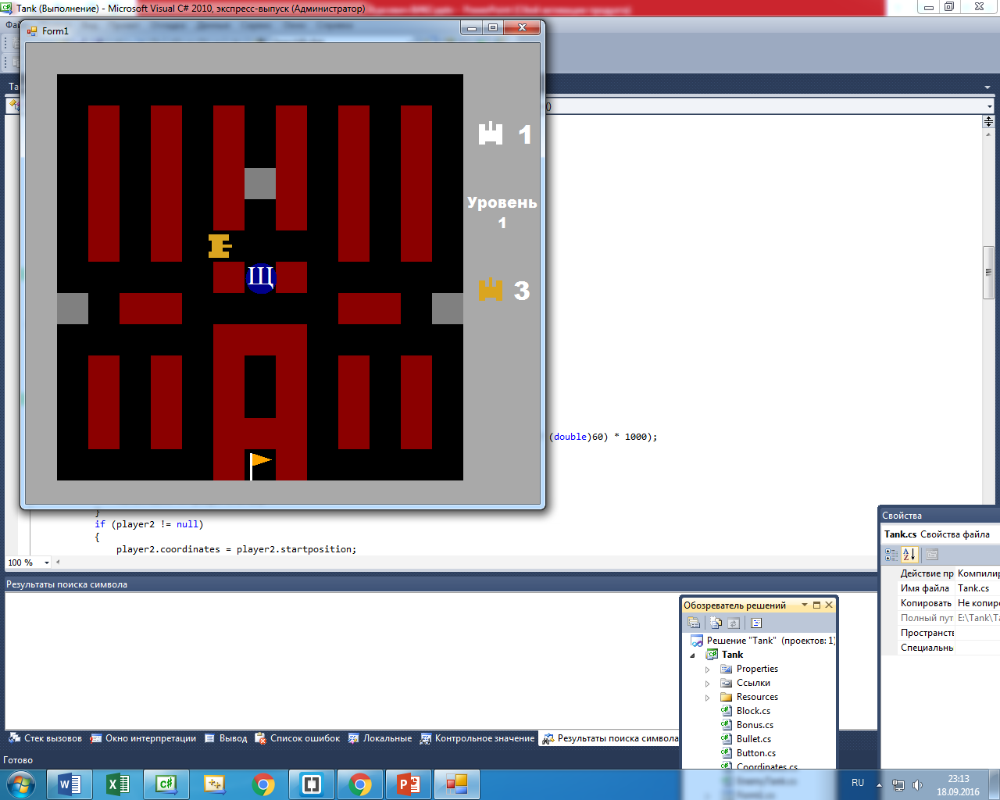 Tank (Выполнение) - Microsoft Visual C# 2010, экспресс-выпуск (Администратор)
Form1
1
Уровень
1
3
Щ
(double)60) * 1000);
}
if (player2 != null)
{
player2.coordinates = player2.startposition;
100 %
Результаты поиска символа
Обозреватель решений
Решение "Tank" (проектов: 1)
Tank
Properties
Ссылки
Resources
Block.cs
Bonus.cs
Bullet.cs
Button.cs
Coordinates.cs
Свойства
Tank.cs Свойства файла
Действие пр Компилир
Имя файла Tank.cs
Копировать Не копиро
Полный пут E:\Tank\Ta
Пространств
Специальнь
Стек вызовов Окно интерпретации Вывод Список ошибок Локальные Контрольное значение Результаты поиска символа
Готово
RU 23:13
18.09.2016